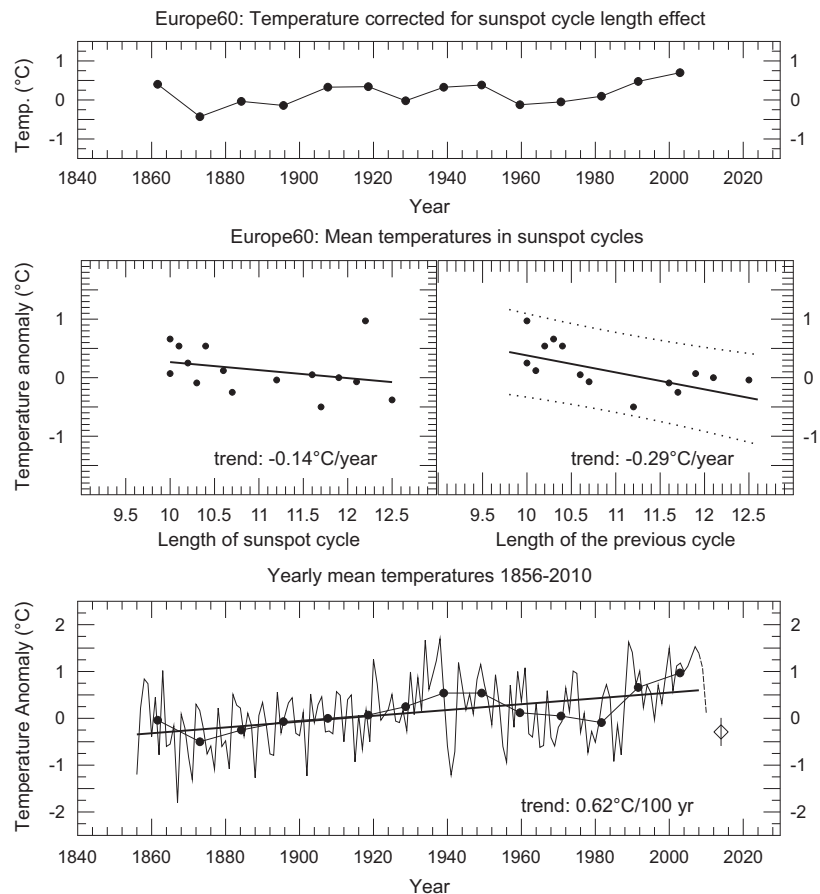 Europe60: Temperature corrected for sunspot cycle length effect
Temp. (°C)
1
0
-1
1
0
-1
1840 1860 1880 1900 1920 1940 1960 1980 2000 2020
Year
Europe60: Mean temperatures in sunspot cycles
Temperature anomaly (°C)
1
0
-1
trend: -0.14°C/year
9.5 10 10.5 11 11.5 12 12.5
Length of sunspot cycle
1
0
-1
trend: -0.29°C/year
9.5 10 10.5 11 11.5 12 12.5
Length of the previous cycle
Yearly mean temperatures 1856-2010
Temperature Anomaly (°C)
2
1
0
-1
-2
2
1
0
-1
-2
trend: 0.62°C/100 yr
1840 1860 1880 1900 1920 1940 1960 1980 2000 2020
Year